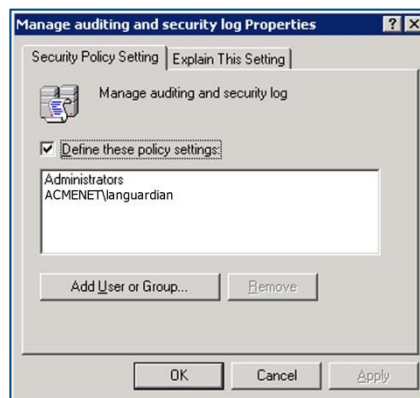 Manage auditing and security log Properties
? X
Security Policy Setting
Explain This Setting
Manage auditing and security log
Define these policy settings:
Administrators
ACMENET\languardian
Add User or Group...
Remove
OK
Cancel
Apply